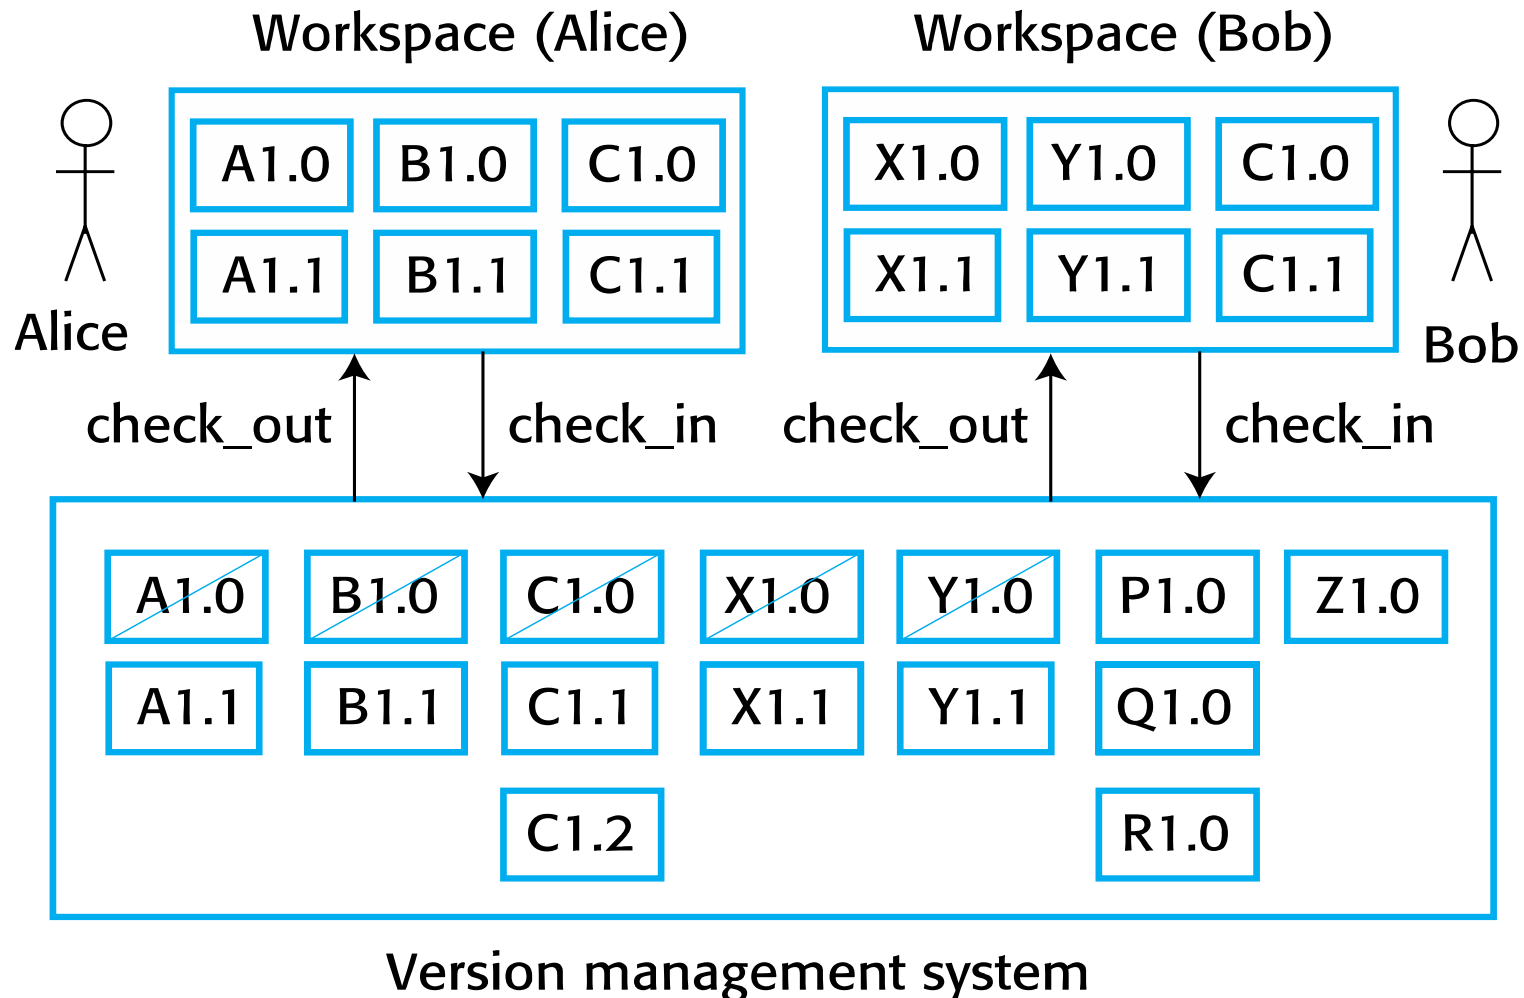 Workspace (Alice)
Workspace (Bob)
A1.0 B1.0 C1.0
A1.1 B1.1 C1.1
Alice
X1.0 Y1.0 C1.0
X1.1 Y1.1 C1.1
Bob
check_out check_in
check_out check_in
A1.0 B1.0 C1.0 X1.0 Y1.0 P1.0 Z1.0
A1.1 B1.1 C1.1 X1.1 Y1.1 Q1.0
C1.2 R1.0
Version management system